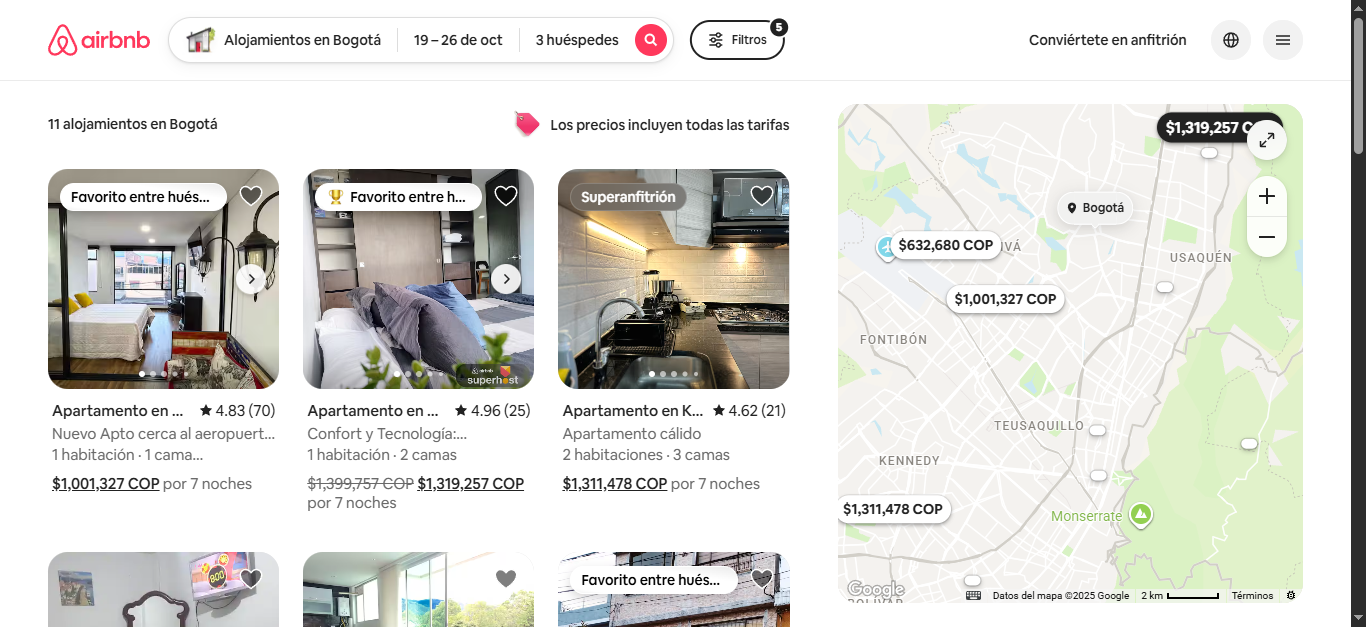 airbnb
Alojamientos en Bogotá
19 – 26 de oct
3 huéspedes
Filtros
5
Conviértete en anfitrión
11 alojamientos en Bogotá
Los precios incluyen todas las tarifas
Favorito entre hués...
Favorito entre h...
Superanfitrión
airbnb
superhost
Apartamento en ... 4.83 (70)
Nuevo Apto cerca al aeropuert...
1 habitación · 1 cama...
$1,001,327 COP por 7 noches
Apartamento en ... 4.96 (25)
Confort y Tecnología:...
1 habitación · 2 camas
$1,399,757 COP $1,319,257 COP
por 7 noches
Apartamento en K... 4.62 (21)
Apartamento cálido
2 habitaciones · 3 camas
$1,311,478 COP por 7 noches
800
Favorito entre hués...
$1,319,257 C
Bogotá
$632,680 COP
VÁ
USAQUÉN
$1,001,327 COP
FONTIBÓN
TEUSAQUILLO
KENNEDY
$1,311,478 COP
Monserrate
Google
BOLIVAR
Datos del mapa ©2025 Google
2 km
Términos